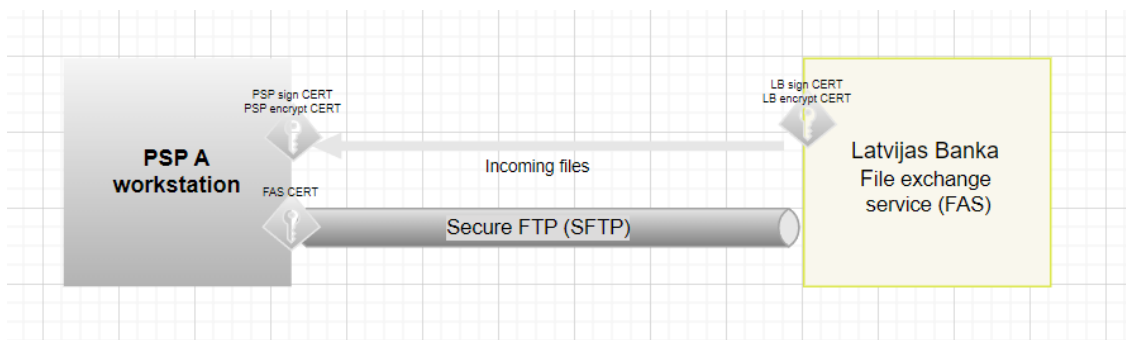 PSP sign CERT
PSP encrypt CERT
PSP A
workstation
FAS CERT
Incoming files
Secure FTP (SFTP)
LB sign CERT
LB encrypt CERT
Latvijas Banka
File exchange
service (FAS)